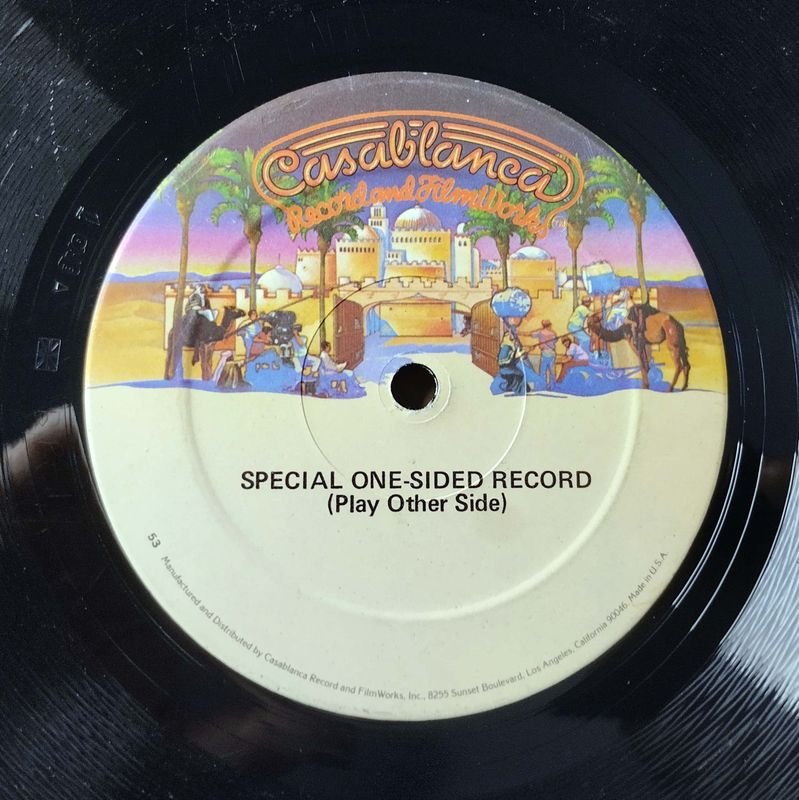 Casablanca
Record and FilmWorks™
SPECIAL ONE-SIDED RECORD
(Play Other Side)
53 Manufactured and Distributed by Casablanca Record and FilmWorks, Inc., 8255 Sunset Boulevard, Los Angeles, California 90046. Made in U.S.A.